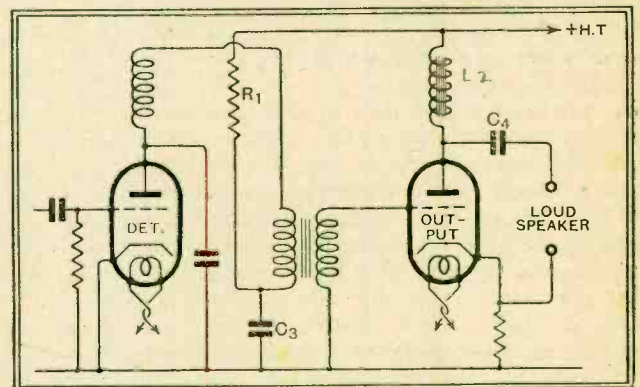 +H.T
L2
R1
C4
DET.
OUT-
PUT
LOUD
SPEAKER
C3